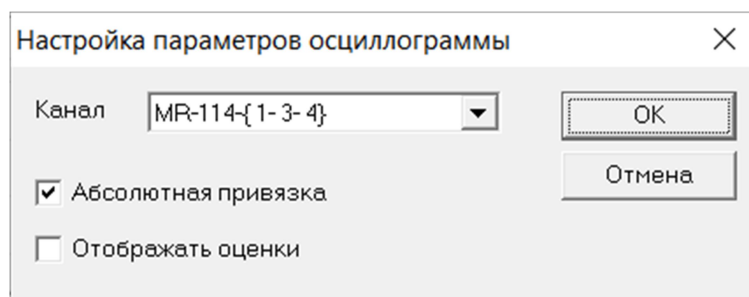 Настройка параметров осциллограммы
Канал MR-114-{ 1- 3- 4} OK
Отмена
Абсолютная привязка
Отображать оценки